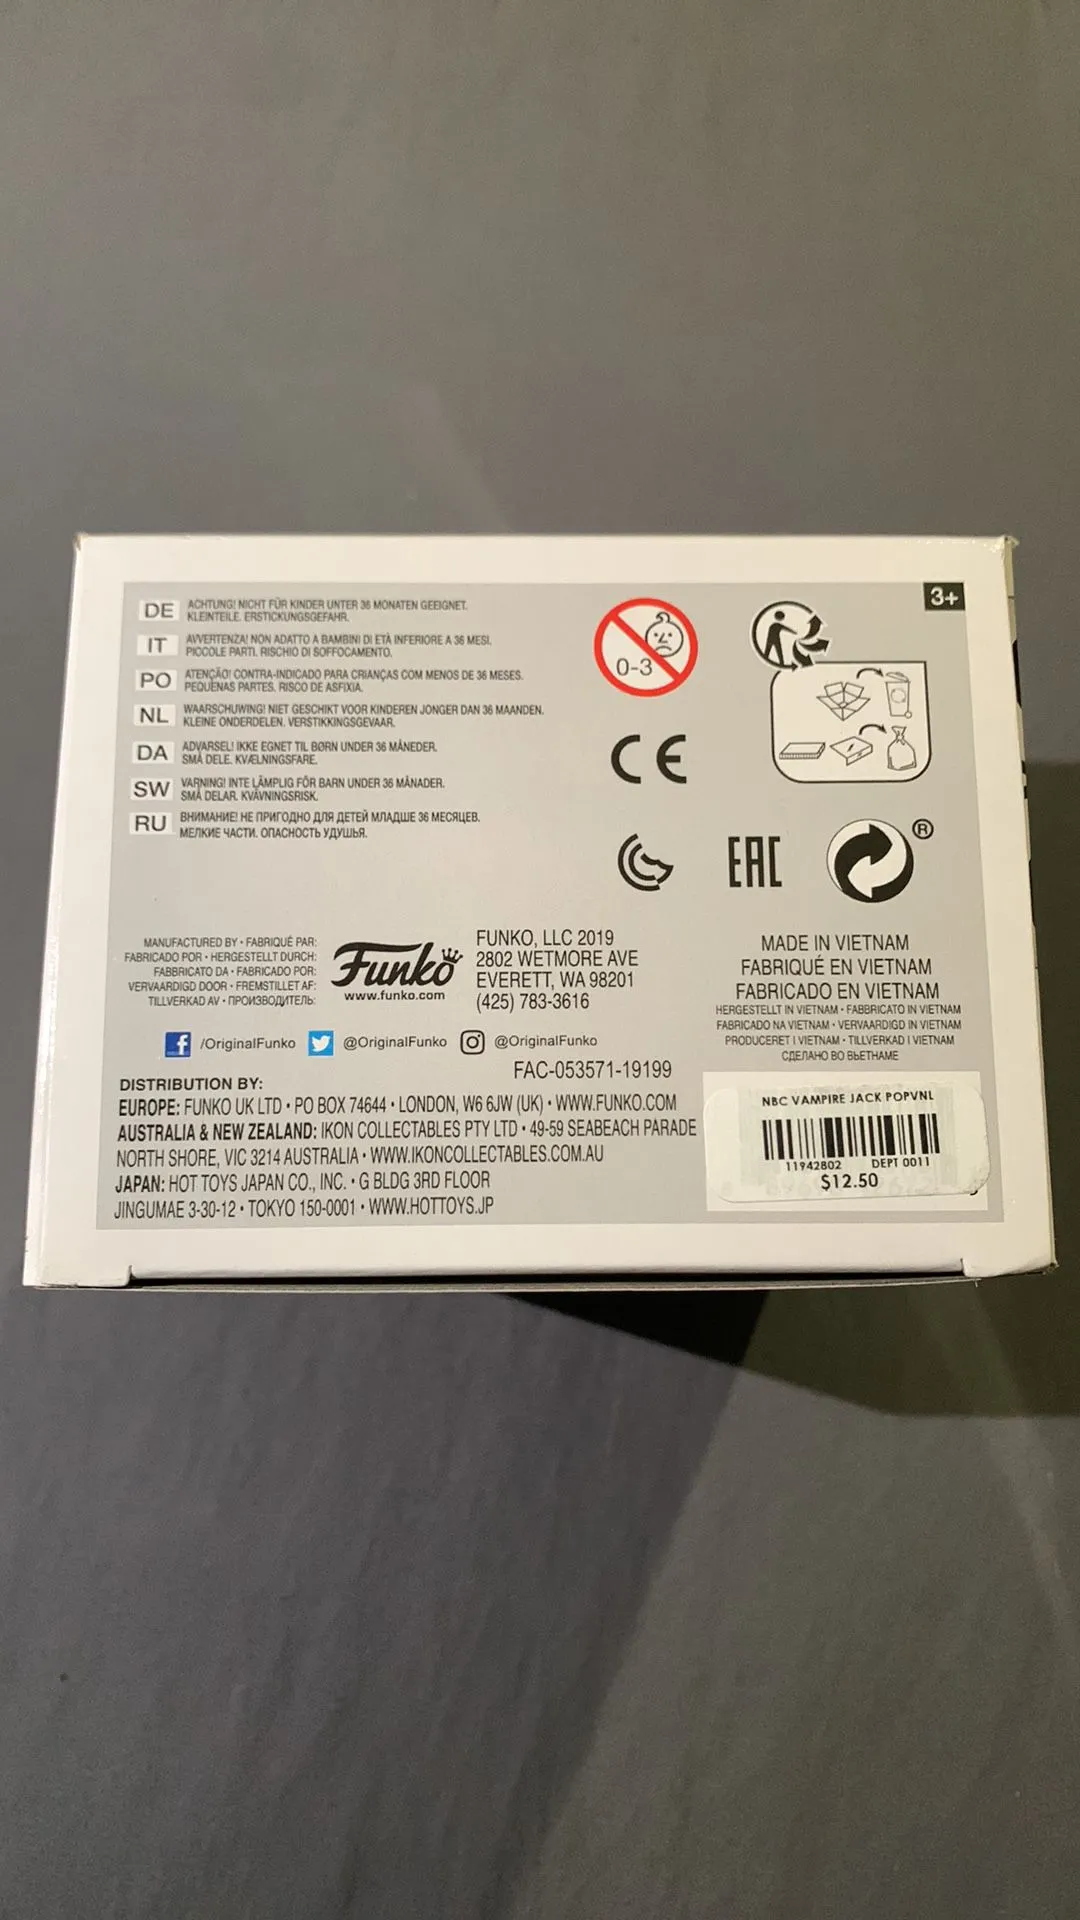 3+
DE ACHTUNG! NICHT FÜR KINDER UNTER 36 MONATEN GEEIGNET.
KLEINTEILE. ERSTICKUNGSGEFAHR.
IT AVVERTENZA! NON ADATTO A BAMBINI DI ETÀ INFERIORE A 36 MESI.
PICCOLE PARTI. RISCHIO DI SOFFOCAMENTO.
PO ATENÇÃO! CONTRA-INDICADO PARA CRIANÇAS COM MENOS DE 36 MESES.
PEQUENAS PARTES. RISCO DE ASFIXIA.
NL WAARSCHUWING! NIET GESCHIKT VOOR KINDEREN JONGER DAN 36 MAANDEN.
KLEINE ONDERDELEN. VERSTIKKINGSGEVAAR.
DA ADVARSEL! IKKE EGNET TIL BØRN UNDER 36 MÅNEDER.
SMÅ DELE. KVÆLNINGSFARE.
SW VARNING! INTE LÄMPLIG FÖR BARN UNDER 36 MÅNADER.
SMÅ DELAR. KVÄVNINGSRISK.
RU ВНИМАНИЕ! НЕ ПРИГОДНО ДЛЯ ДЕТЕЙ МЛАДШЕ 36 МЕСЯЦЕВ.
МЕЛКИЕ ЧАСТИ. ОПАСНОСТЬ УДУШЬЯ.
0-3
CE
EAC
®
MANUFACTURED BY • FABRIQUÉ PAR:
FABRICADO POR • HERGESTELLT DURCH:
FABBRICATO DA • FABRICADO POR:
VERVAARDIGD DOOR • FREMSTILLET AF:
TILLVERKAD AV • ПРОИЗВОДИТЕЛЬ:
Funko
www.funko.com
FUNKO, LLC 2019
2802 WETMORE AVE
EVERETT, WA 98201
(425) 783-3616
MADE IN VIETNAM
FABRIQUÉ EN VIETNAM
FABRICADO EN VIETNAM
HERGESTELLT IN VIETNAM • FABBRICATO IN VIETNAM
FABRICADO NA VIETNAM • VERVAARDIGD IN VIETNAM
PRODUCERET I VIETNAM • TILLVERKAD I VIETNAM
СДЕЛАНО ВО ВЬЕТНАМЕ
/OriginalFunko @OriginalFunko @OriginalFunko
FAC-053571-19199
DISTRIBUTION BY:
EUROPE: FUNKO UK LTD • PO BOX 74644 • LONDON, W6 6JW (UK) • WWW.FUNKO.COM
AUSTRALIA & NEW ZEALAND: IKON COLLECTABLES PTY LTD • 49-59 SEABEACH PARADE
NORTH SHORE, VIC 3214 AUSTRALIA • WWW.IKONCOLLECTABLES.COM.AU
JAPAN: HOT TOYS JAPAN CO., INC. • G BLDG 3RD FLOOR
JINGUMAE 3-30-12 • TOKYO 150-0001 • WWW.HOTTOYS.JP
NBC VAMPIRE JACK POPVNL
11942802 DEPT 0011
$12.50